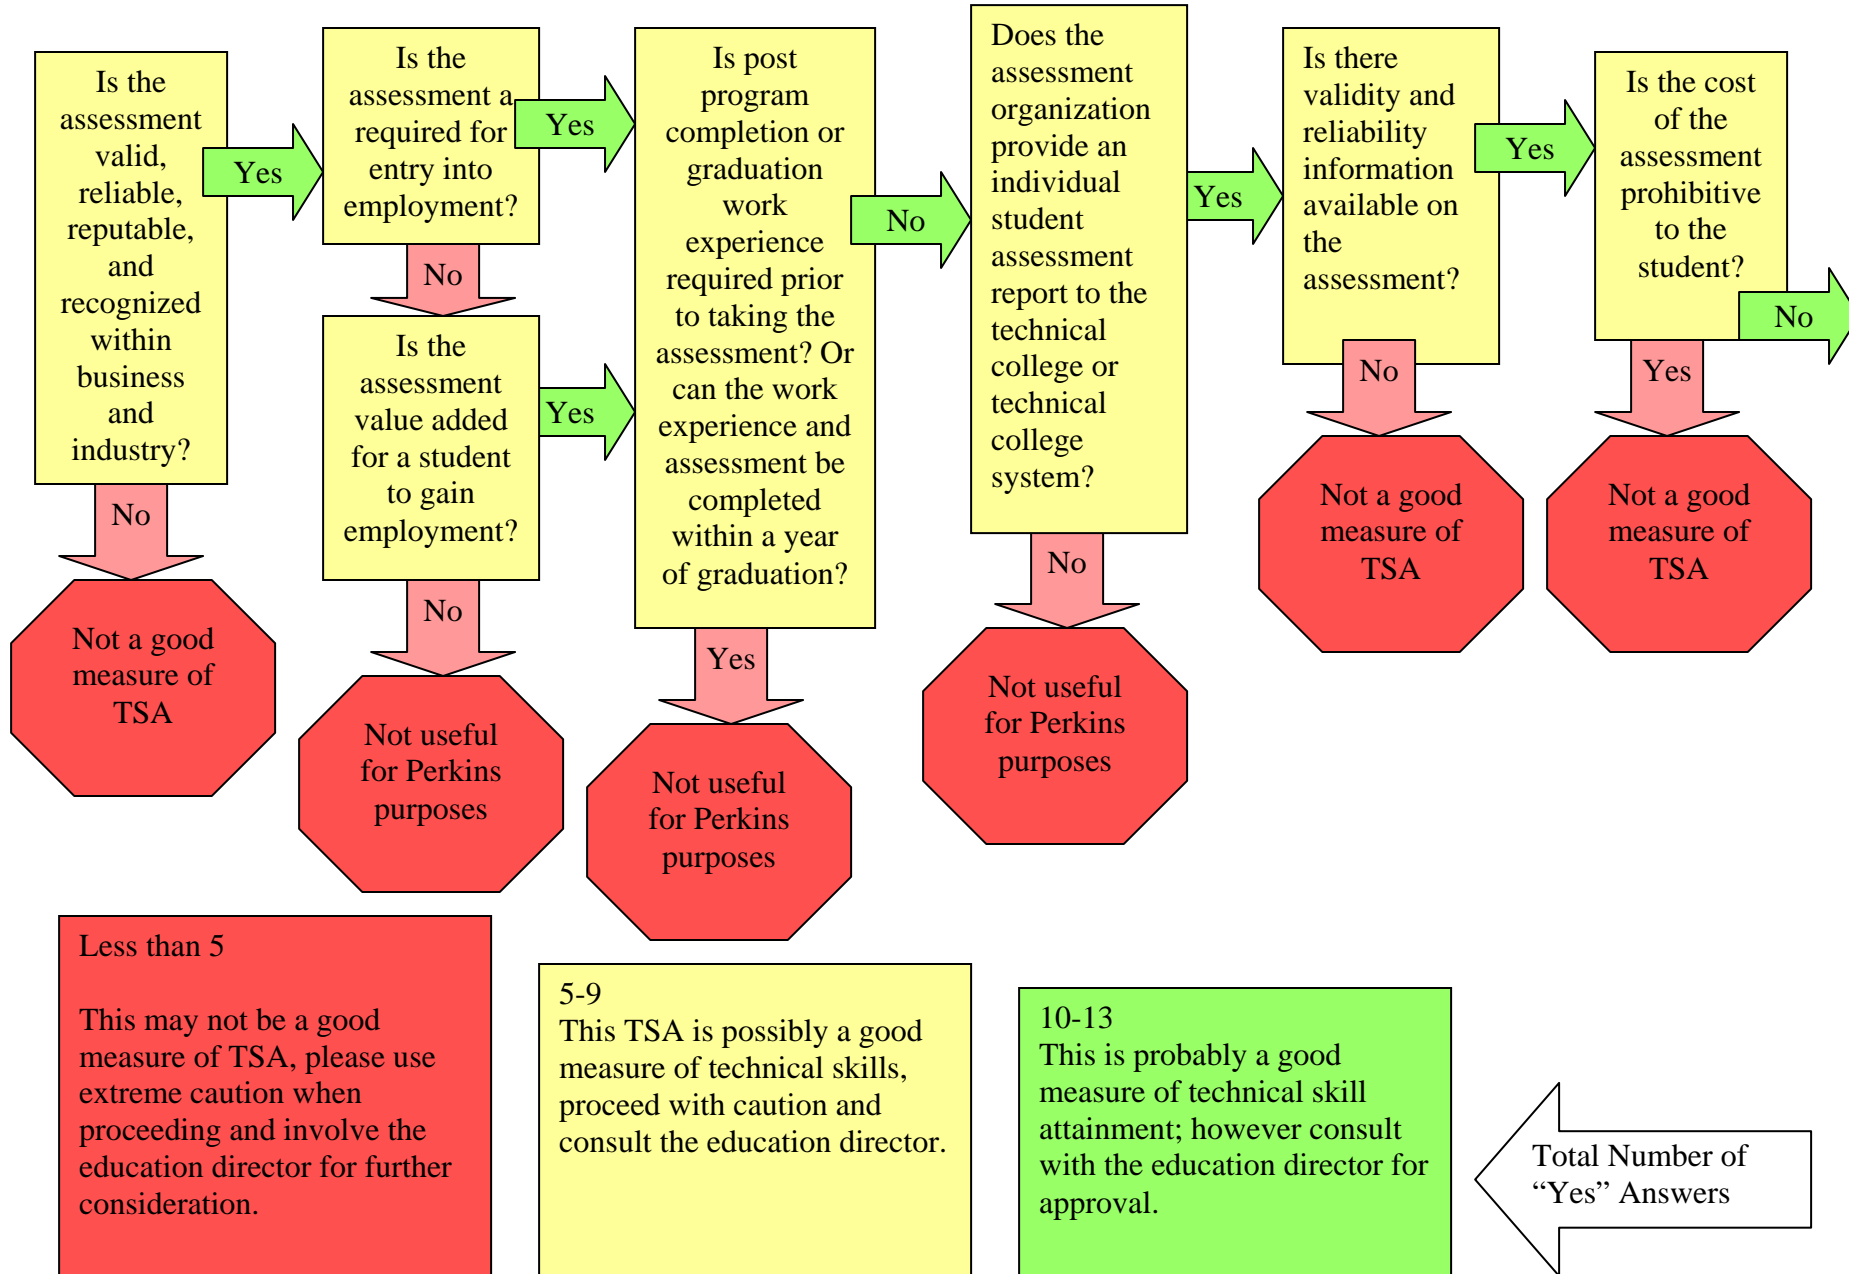 Is the
assessment
valid,
reliable,
reputable,
and
recognized
within
business
and
industry?
Yes
No
Not a good
measure of
TSA
Is the
assessment a
required for
entry into
employment?
Yes
No
Is the
assessment
value added
for a student
to gain
employment?
Yes
No
Not useful
for Perkins
purposes
Is post
program
completion or
graduation
work
experience
required prior
to taking the
assessment? Or
can the work
experience and
assessment be
completed
within a year
of graduation?
No
Yes
Not useful
for Perkins
purposes
Does the
assessment
organization
provide an
individual
student
assessment
report to the
technical
college or
technical
college
system?
Yes
No
Not useful
for Perkins
purposes
Is there
validity and
reliability
information
available on
the
assessment?
Yes
No
Not a good
measure of
TSA
Is the cost
of the
assessment
prohibitive
to the
student?
No
Yes
Not a good
measure of
TSA
Less than 5
This may not be a good
measure of TSA, please use
extreme caution when
proceeding and involve the
education director for further
consideration.
5-9
This TSA is possibly a good
measure of technical skills,
proceed with caution and
consult the education director.
10-13
This is probably a good
measure of technical skill
attainment; however consult
with the education director for
approval.
Total Number of
“Yes” Answers